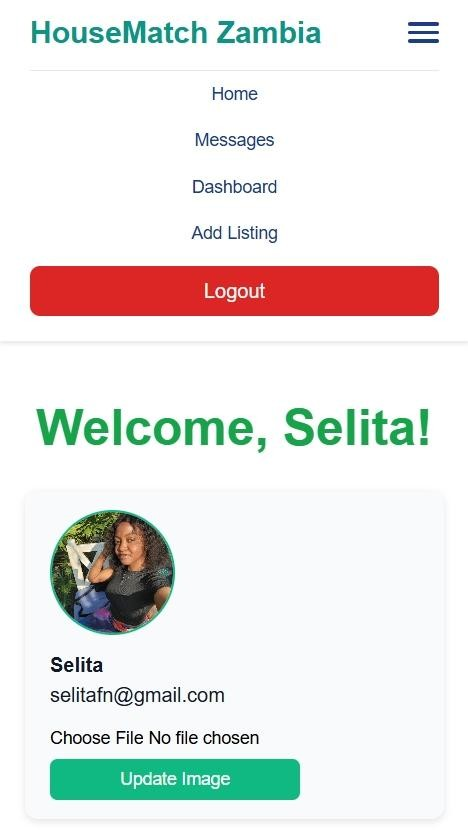 HouseMatch Zambia
Home
Messages
Dashboard
Add Listing
Logout
Welcome, Selita!
Selita
selitafn@gmail.com
Choose File No file chosen
Update Image